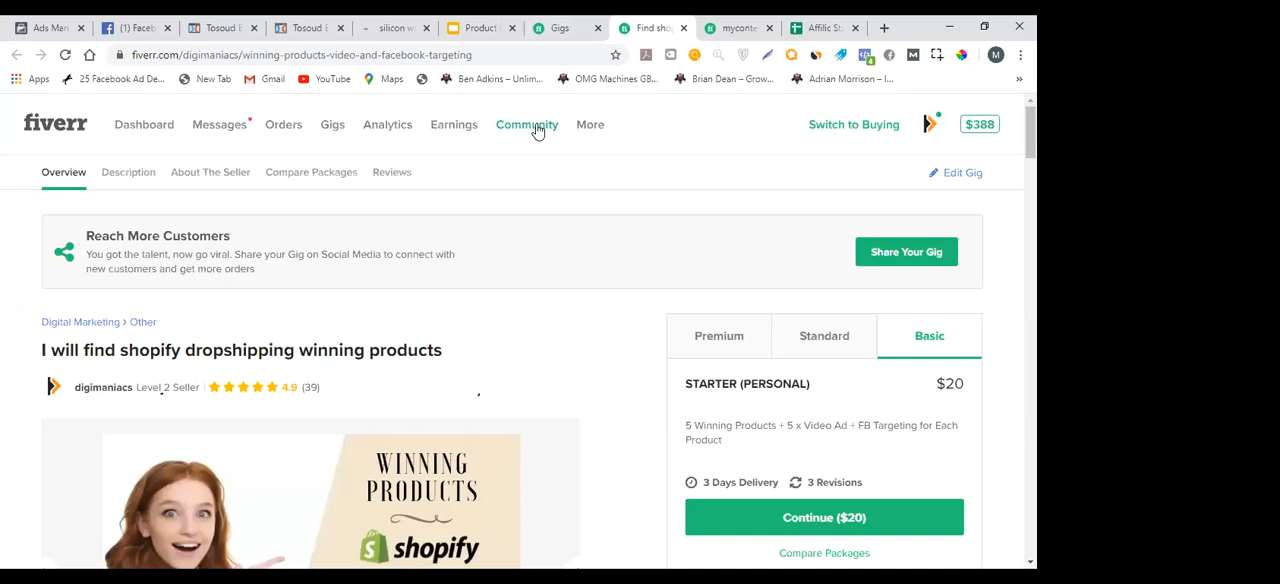 Ads Man
(1) Faceb
Tosoud E
Tosoud E
silicon w
Product
Gigs
Find sho
myconte
Affilic St
fiverr.com/digimaniacs/winning-products-video-and-facebook-targeting
Apps
25 Facebook Ad De...
New Tab
Gmail
YouTube
Maps
Ben Adkins – Unlim...
OMG Machines GB...
Brian Dean – Grow...
Adrian Morrison – I...
fiverr
Dashboard
Messages
Orders
Gigs
Analytics
Earnings
Community
More
Switch to Buying
$388
Overview
Description
About The Seller
Compare Packages
Reviews
Edit Gig
Reach More Customers
You got the talent, now go viral. Share your Gig on Social Media to connect with
new customers and get more orders
Share Your Gig
Digital Marketing > Other
I will find shopify dropshipping winning products
digimaniacs Level 2 Seller 4.9 (39)
WINNING
PRODUCTS
shopify
Premium
Standard
Basic
STARTER (PERSONAL) $20
5 Winning Products + 5 x Video Ad + FB Targeting for Each
Product
3 Days Delivery
3 Revisions
Continue ($20)
Compare Packages